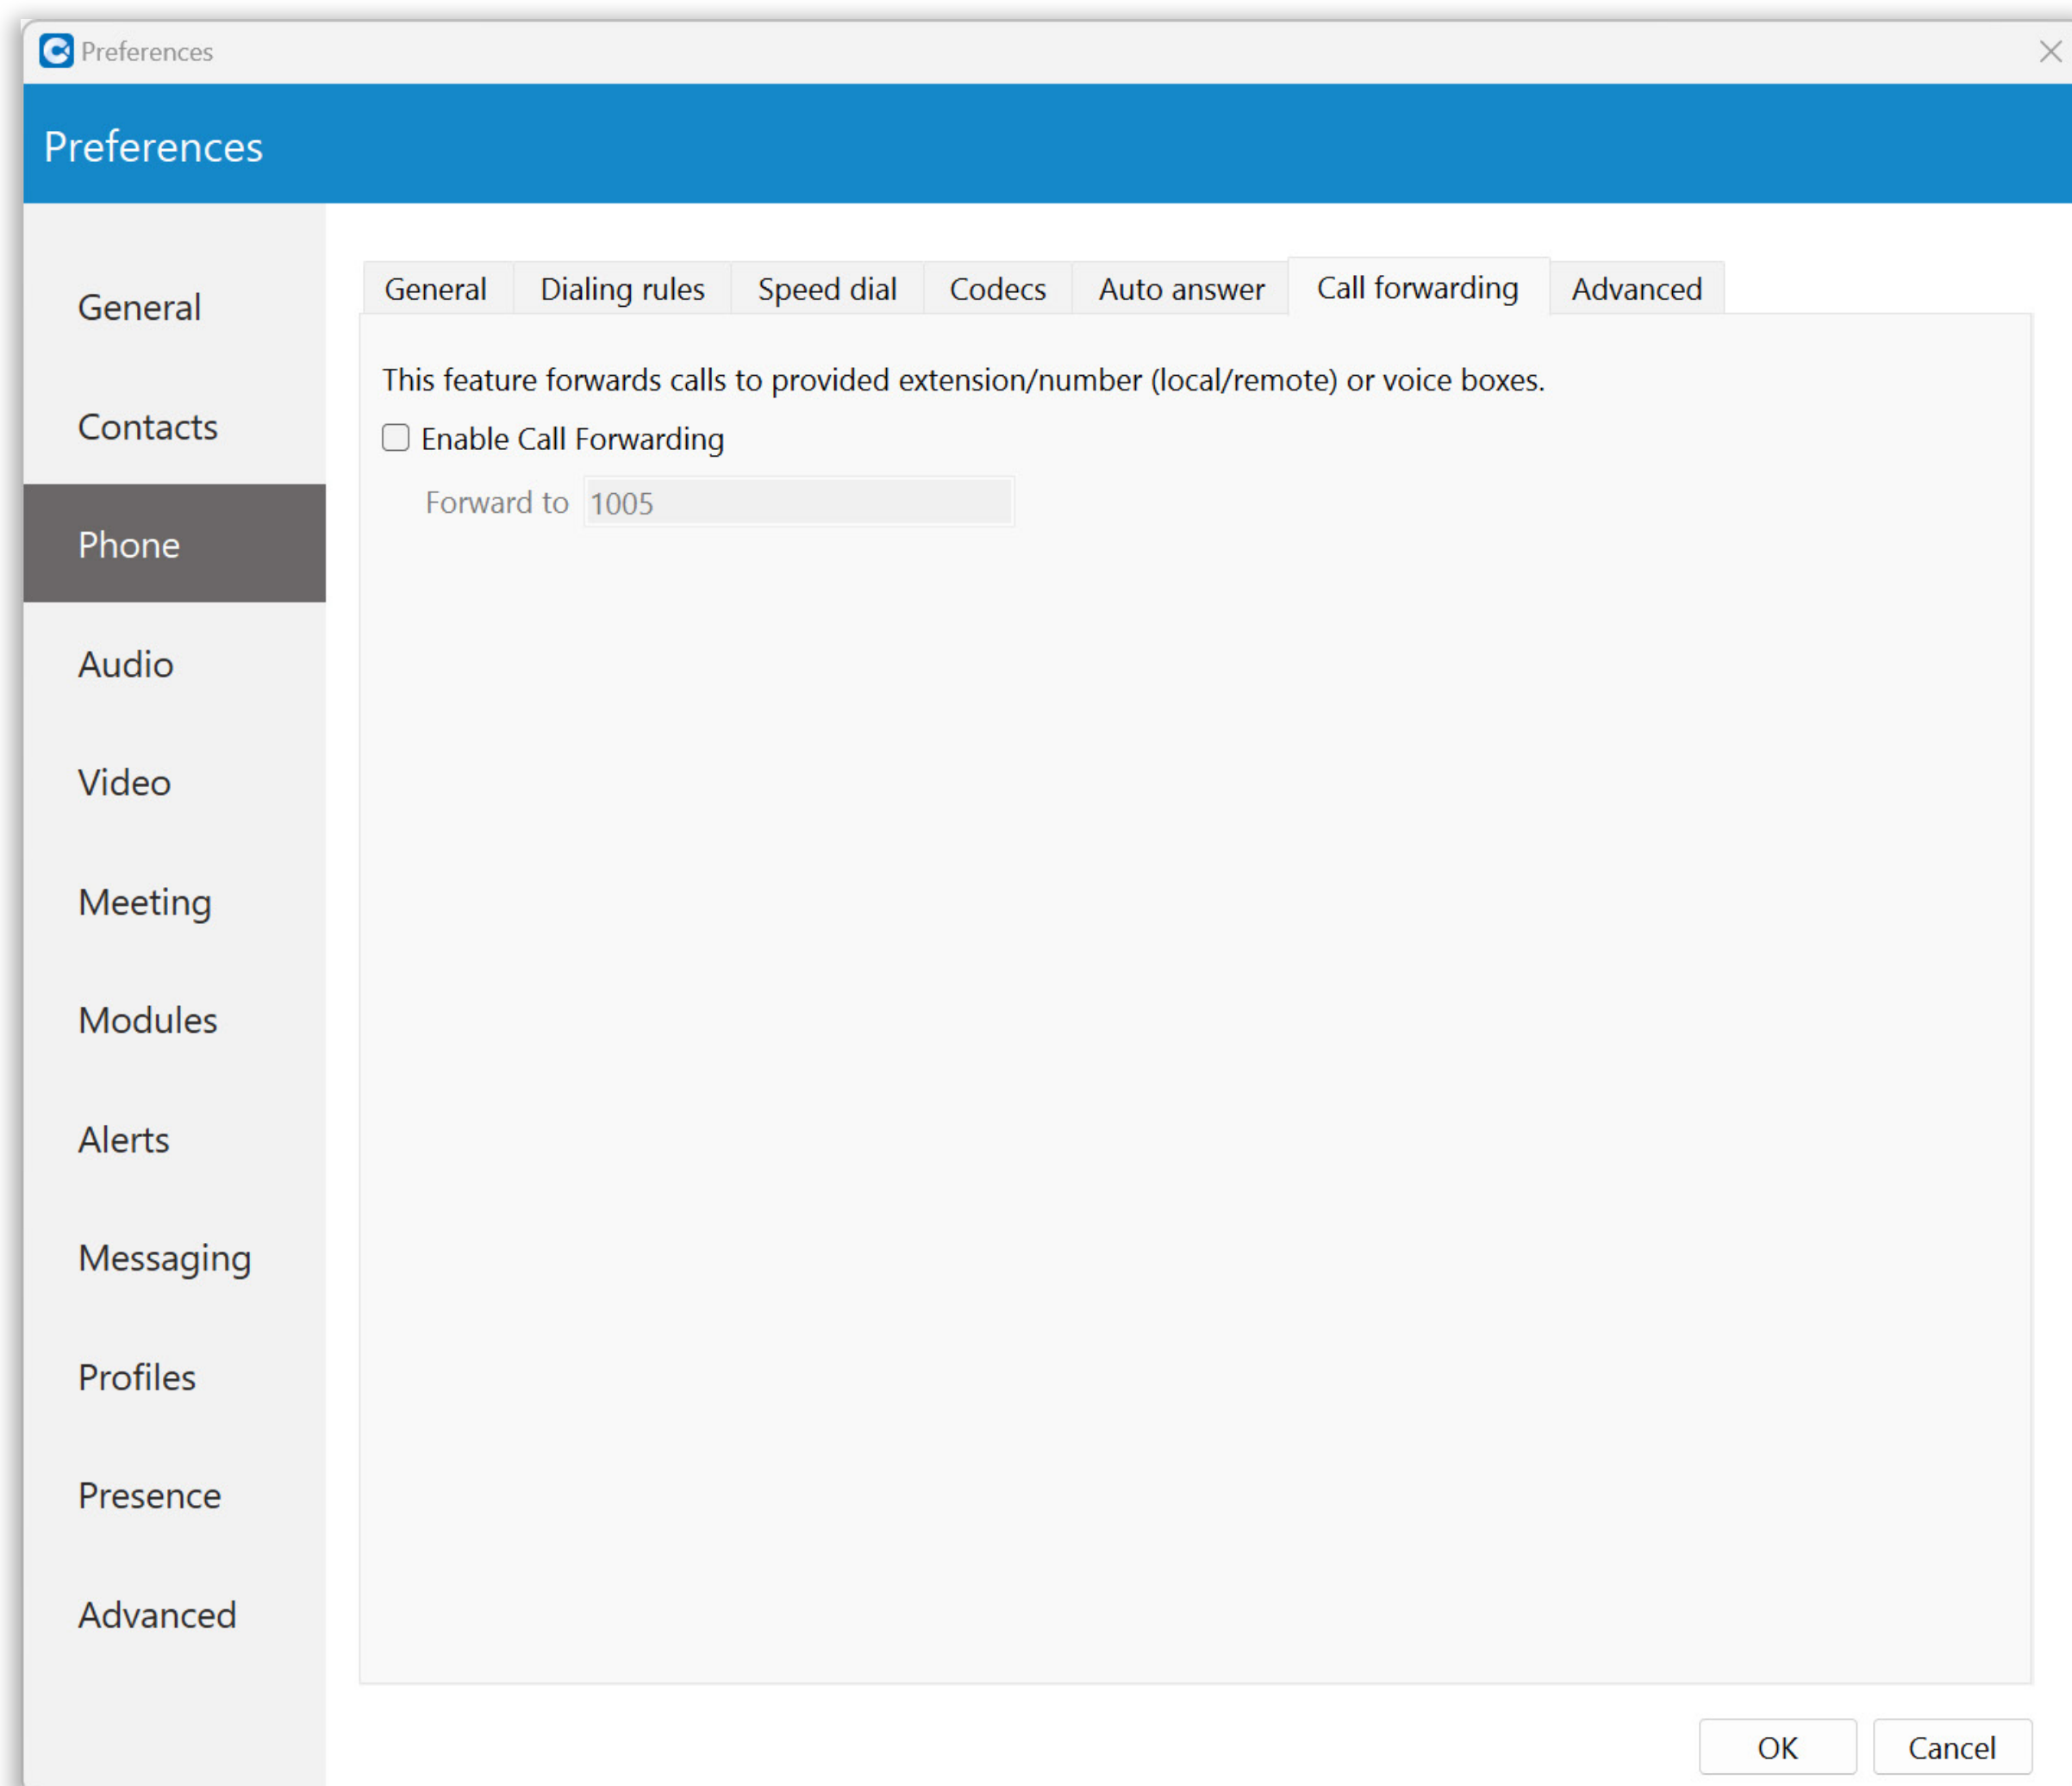 Preferences
Preferences
General
Contacts
Phone
Audio
Video
Meeting
Modules
Alerts
Messaging
Profiles
Presence
Advanced
General Dialing rules Speed dial Codecs Auto answer Call forwarding Advanced
This feature forwards calls to provided extension/number (local/remote) or voice boxes.
Enable Call Forwarding
Forward to 1005
OK Cancel